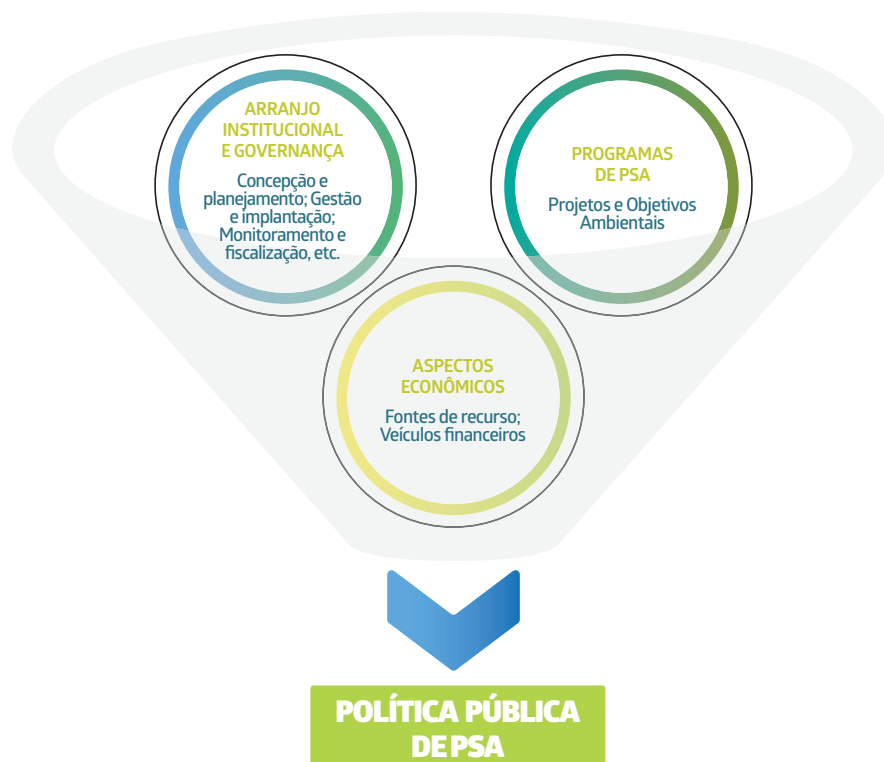 ARRANJO
INSTITUCIONAL
E GOVERNANÇA
Concepção e
planejamento; Gestão
e implantação;
Monitoramento e
fiscalização, etc.
PROGRAMAS
DE PSA
Projetos e Objetivos
Ambientais
ASPECTOS
ECONÔMICOS
Fontes de recurso;
Veículos financeiros
POLÍTICA PÚBLICA
DE PSA